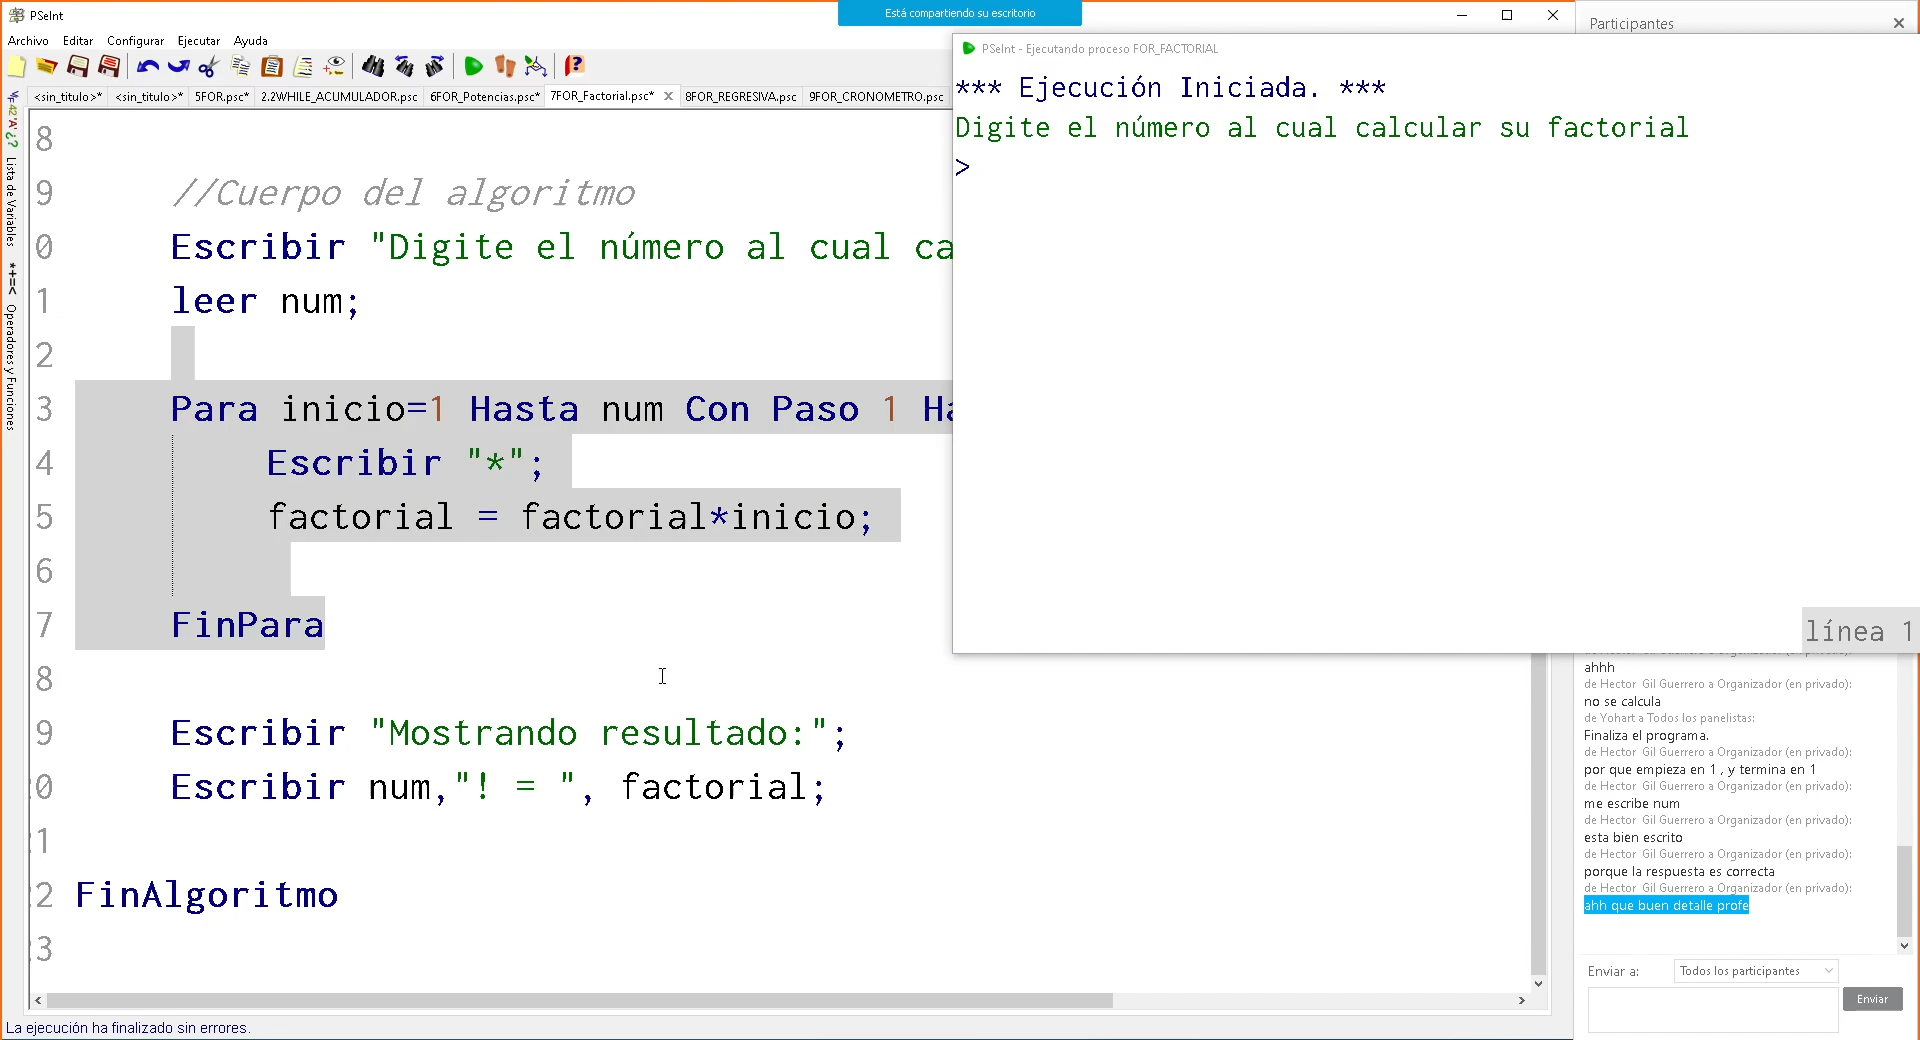 PSeInt
Está compartiendo su escritorio
Archivo Editar Configurar Ejecutar Ayuda
<sin_titulo>* <sin_titulo>* 5FOR.psc* 2.2WHILE_ACUMULADOR.psc 6FOR_Potencias.psc* 7FOR_Factorial.psc* 8FOR_REGRESIVA.psc 9FOR_CRONOMETRO.psc
Lista de Variables
*+=< Operadores y Funciones
8
9 //Cuerpo del algoritmo
0 Escribir "Digite el número al cual ca
1 leer num;
2
3 Para inicio=1 Hasta num Con Paso 1 Ha
4 Escribir "*";
5 factorial = factorial*inicio;
6
7 FinPara
8
9 Escribir "Mostrando resultado:";
0 Escribir num,"! = ", factorial;
1
2 FinAlgoritmo
3
La ejecución ha finalizado sin errores.
PSeInt - Ejecutando proceso FOR_FACTORIAL
*** Ejecución Iniciada. ***
Digite el número al cual calcular su factorial
>
línea 1
Participantes
ahhh
de Hector Gil Guerrero a Organizador (en privado):
no se calcula
de Yohart a Todos los panelistas:
Finaliza el programa.
de Hector Gil Guerrero a Organizador (en privado):
por que empieza en 1 , y termina en 1
de Hector Gil Guerrero a Organizador (en privado):
me escribe num
de Hector Gil Guerrero a Organizador (en privado):
esta bien escrito
de Hector Gil Guerrero a Organizador (en privado):
porque la respuesta es correcta
de Hector Gil Guerrero a Organizador (en privado):
ahh que buen detalle profe
Enviar a: Todos los participantes
Enviar